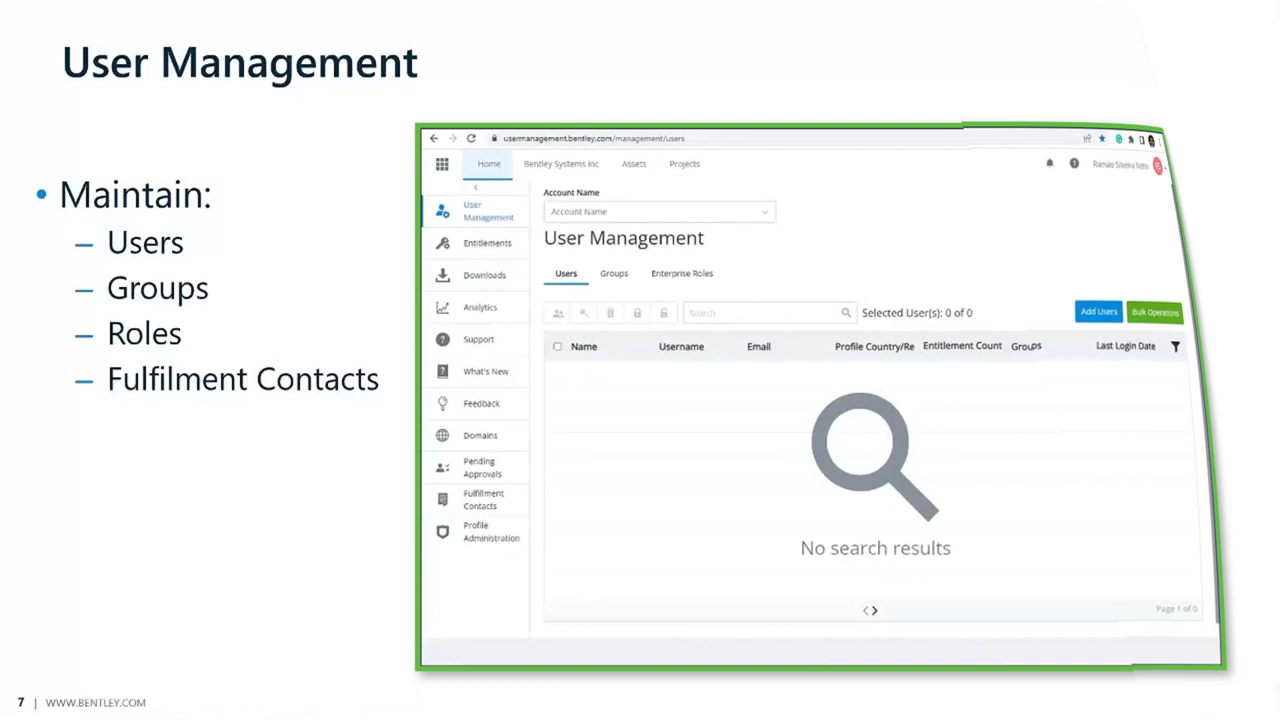 User Management
• Maintain:
– Users
– Groups
– Roles
– Fulfilment Contacts
usermanagement.bentley.com/management/users
Home Bentley Systems Inc Assets Projects
Ramao Silveira Netto
User Management
Entitlements
Downloads
Analytics
Support
What's New
Feedback
Domains
Pending Approvals
Fulfillment Contacts
Profile Administration
Account Name
Account Name
User Management
Users Groups Enterprise Roles
Search Selected User(s): 0 of 0 Add Users Bulk Operations
Name Username Email Profile Country/Re Entitlement Count Groups Last Login Date
No search results
< >
Page 1 of 0
7 | WWW.BENTLEY.COM